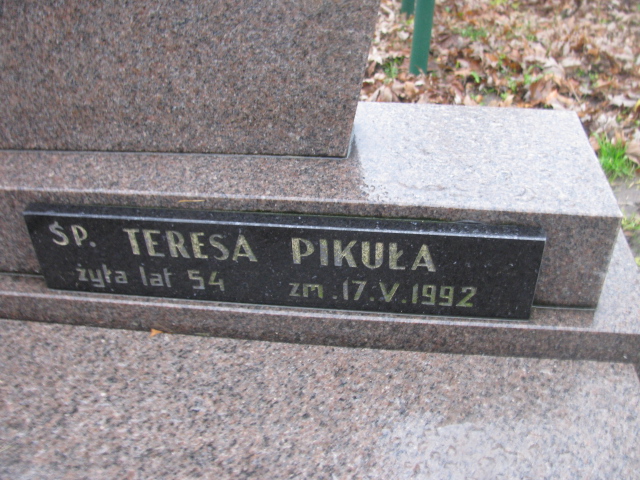 ŚP. TERESA PIKUŁA
żyła lat 54 zm. 17.V.1992